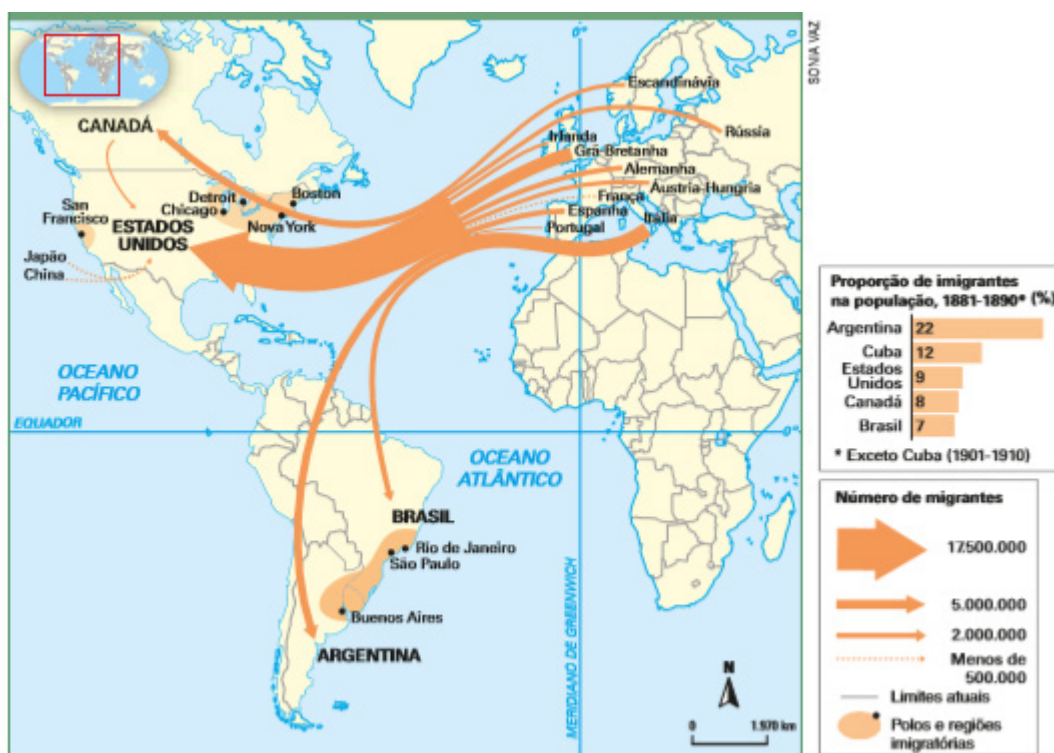 SONIA VAZ
CANADÁ
San
Francisco
ESTADOS
UNIDOS
Japão
China
Detroit
Chicago
Boston
Nova York
Escandinávia
Rússia
Irlanda
Grã-Bretanha
Alemanha
Áustria-Hungria
França
Espanha
Itália
Portugal
OCEANO
PACÍFICO
EQUADOR
0°
0°
OCEANO
ATLÂNTICO
BRASIL
Rio de Janeiro
São Paulo
Buenos Aires
ARGENTINA
MERIDIANO DE GREENWICH
N
0 1.970 km
Proporção de imigrantes
na população, 1881-1890* (%)
Argentina 22
Cuba 12
Estados
Unidos 9
Canadá 8
Brasil 7
* Exceto Cuba (1901-1910)
Número de migrantes
17.500.000
5.000.000
2.000.000
Menos de
500.000
Limites atuais
Polos e regiões
imigratórias